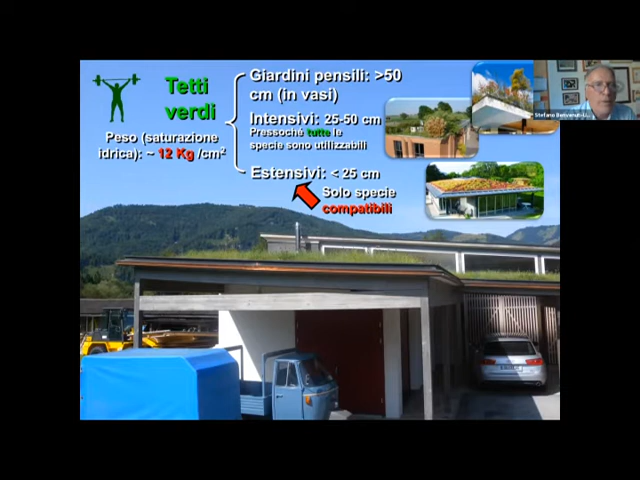 Tetti
verdi
Peso (saturazione
idrica): ~ 12 Kg /cm²
Giardini pensili: >50
cm (in vasi)
Intensivi: 25-50 cm
Pressoché tutte le
specie sono utilizzabili
Estensivi: < 25 cm
Solo specie
compatibili